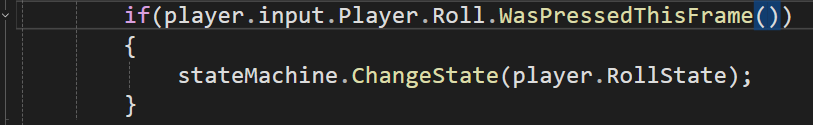 if(player.input.Player.Roll.WasPressedThisFrame())
{
stateMachine.ChangeState(player.RollState);
}